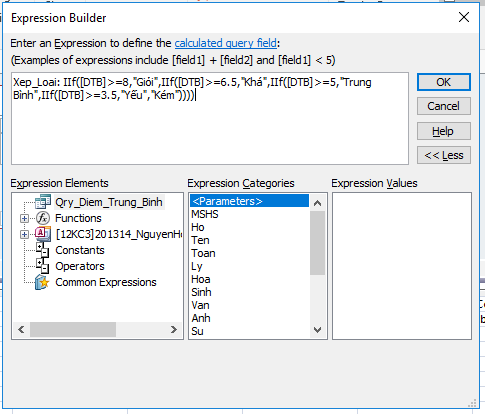 Expression Builder
Enter an Expression to define the calculated query field:
(Examples of expressions include [field1] + [field2] and [field1] < 5)
Xep_Loai: IIf([DTB]>=8,"Giỏi",IIf([DTB]>=6.5,"Khá",IIf([DTB]>=5,"Trung
Bình",IIf([DTB]>=3.5,"Yếu","Kém"))))
OK
Cancel
Help
<< Less
Expression Elements
Qry_Diem_Trung_Binh
Functions
[12KC3]201314_NguyenHo
Constants
Operators
Common Expressions
Expression Categories
<Parameters>
MSHS
Ho
Ten
Toan
Ly
Hoa
Sinh
Van
Anh
Su
Expression Values